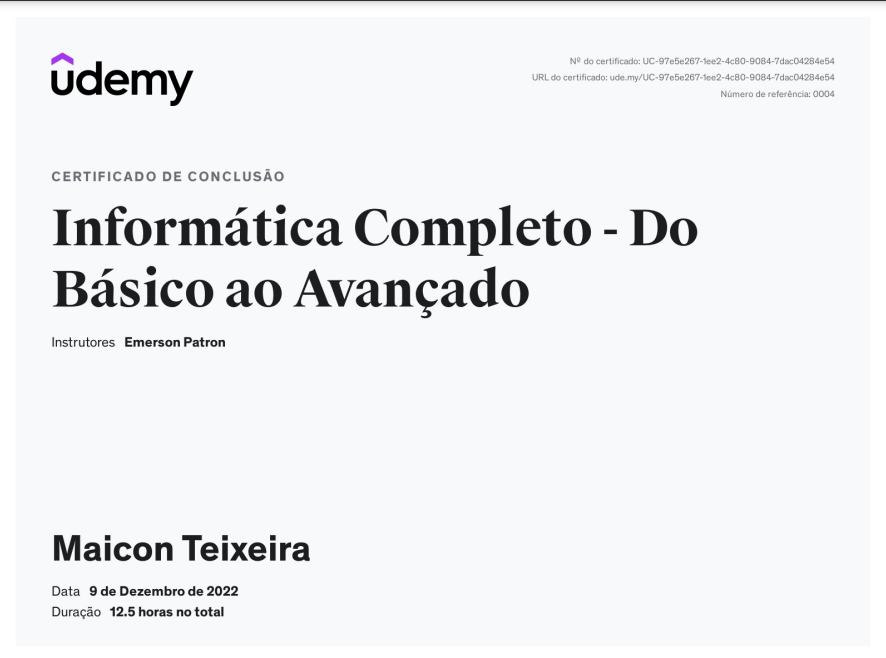 udemy
Nº do certificado: UC-97e5e267-1ee2-4c80-9084-7dac04284e54
URL do certificado: ude.my/UC-97e5e267-1ee2-4c80-9084-7dac04284e54
Número de referência: 0004
CERTIFICADO DE CONCLUSÃO
Informática Completo - Do
Básico ao Avançado
Instrutores Emerson Patron
Maicon Teixeira
Data 9 de Dezembro de 2022
Duração 12.5 horas no total